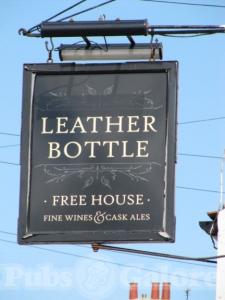 LEATHER
BOTTLE
· FREE HOUSE ·
FINE WINES & CASK ALES
Pubs Galore